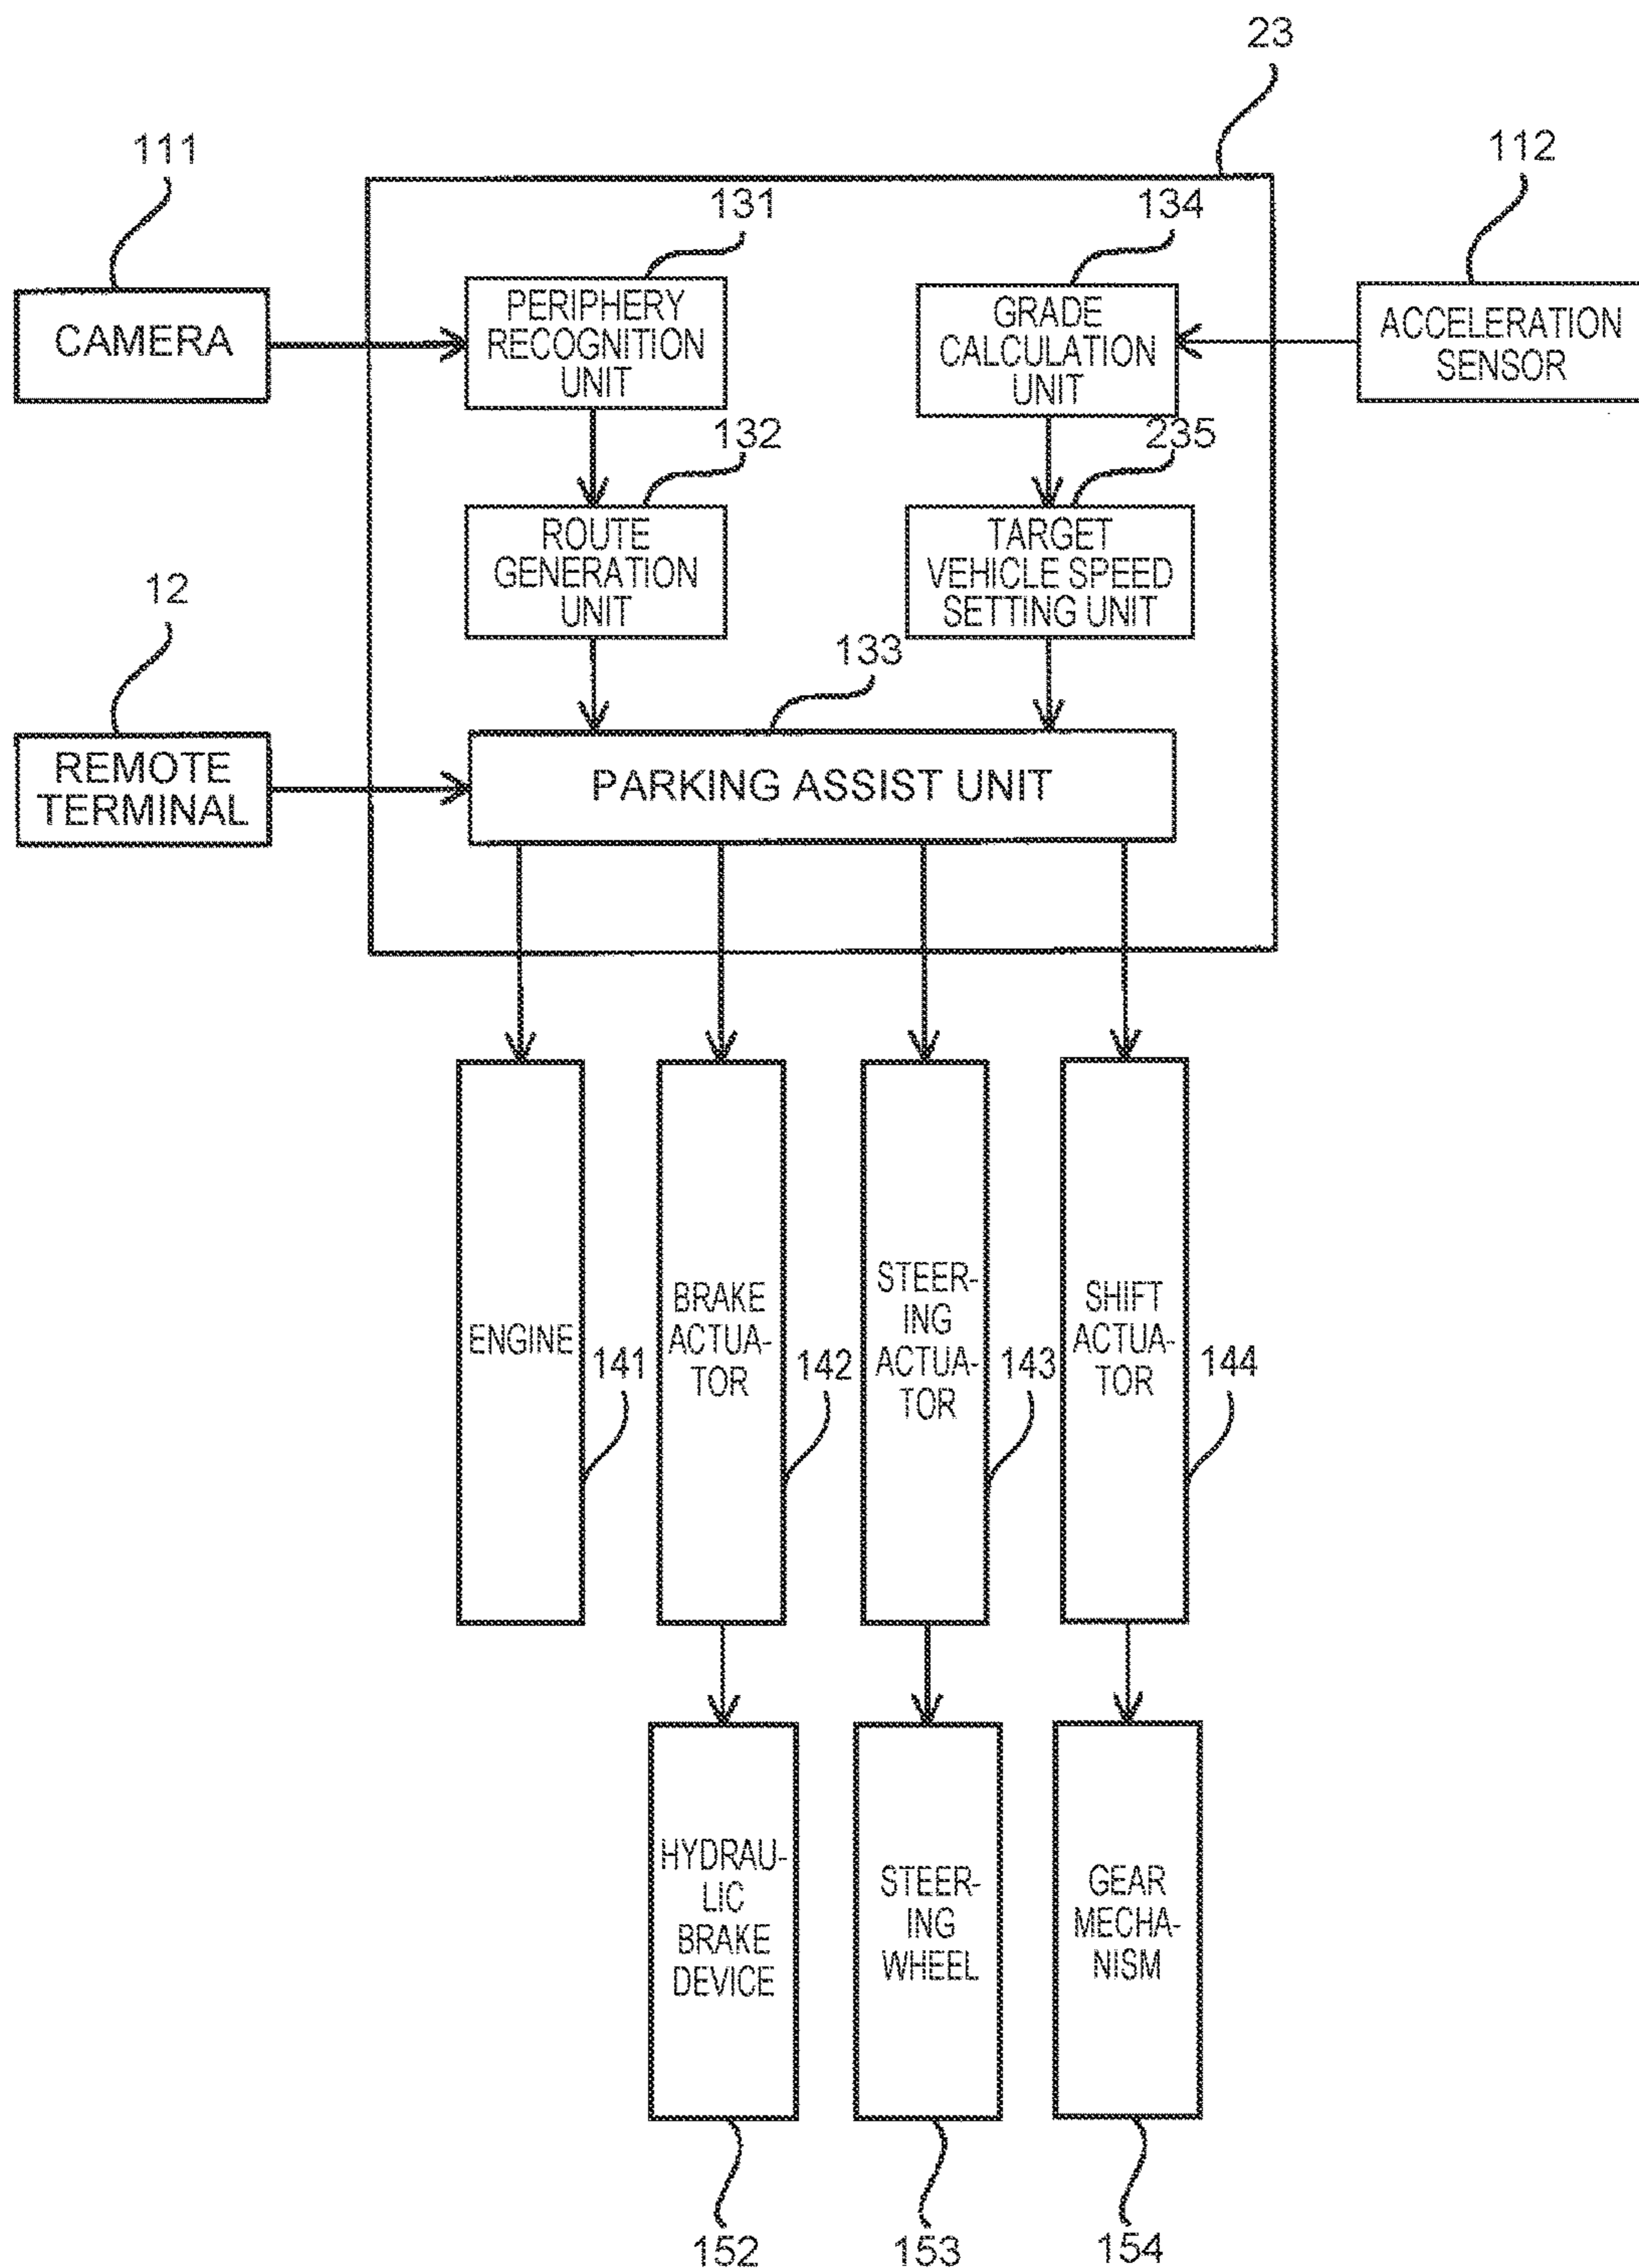 23
111
112
131
134
CAMERA
PERIPHERY
RECOGNITION
UNIT
GRADE
CALCULATION
UNIT
ACCELERATION
SENSOR
132
235
12
ROUTE
GENERATION
UNIT
TARGET
VEHICLE SPEED
SETTING UNIT
133
REMOTE
TERMINAL
PARKING ASSIST UNIT
ENGINE
141
BRAKE
ACTUA-
TOR
142
STEER-
ING
ACTUA-
TOR
143
SHIFT
ACTUA-
TOR
144
HYDRAU-
LIC
BRAKE
DEVICE
STEER-
ING
WHEEL
GEAR
MECHA-
NISM
152
153
154